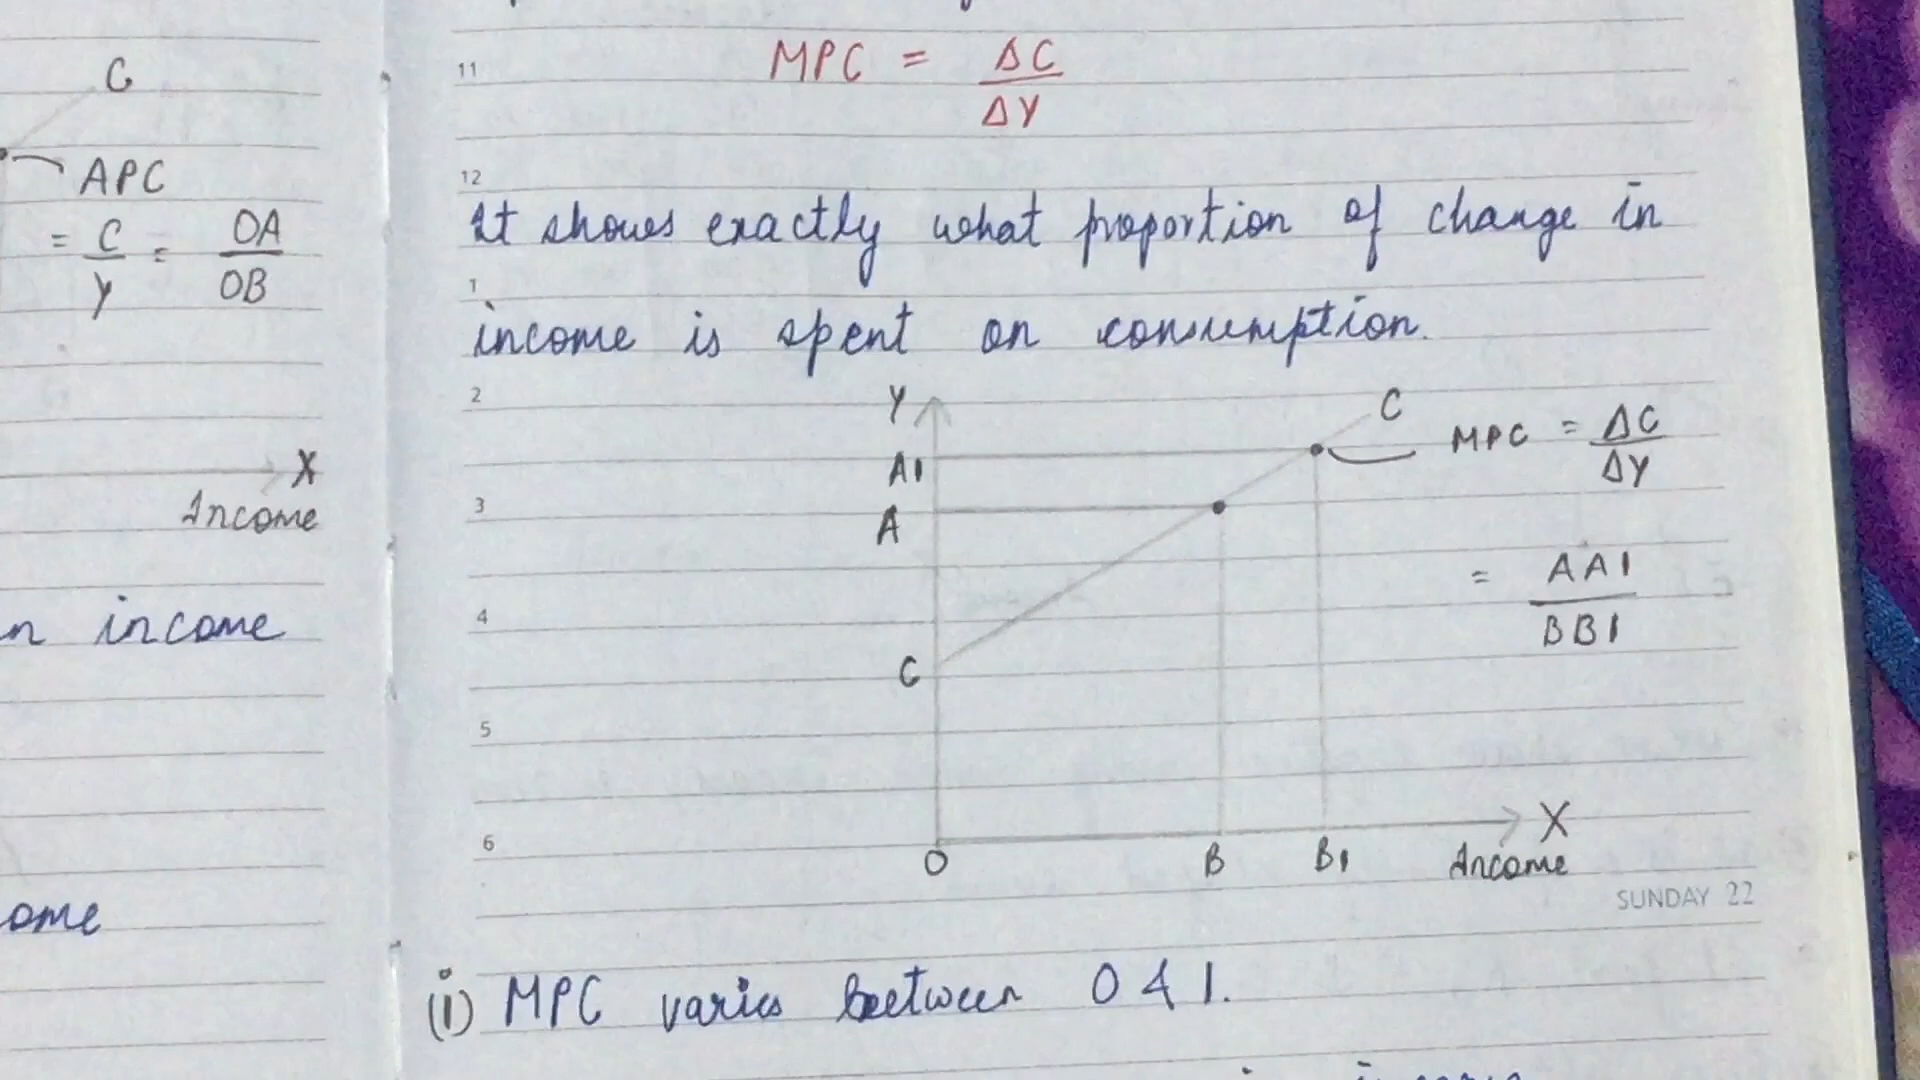 C
APC
= C/Y = OA/OB
X
Income
n income
ome
11
MPC = ΔC/ΔY
12
It shows exactly what proportion of change in
1
income is spent on consumption.
2
Y
C
MPC = ΔC/ΔY
A1
3
A
= AA1/BB1
4
C
5
X
6
O B B1 Income
SUNDAY 22
(i) MPC varies between 0 & 1.